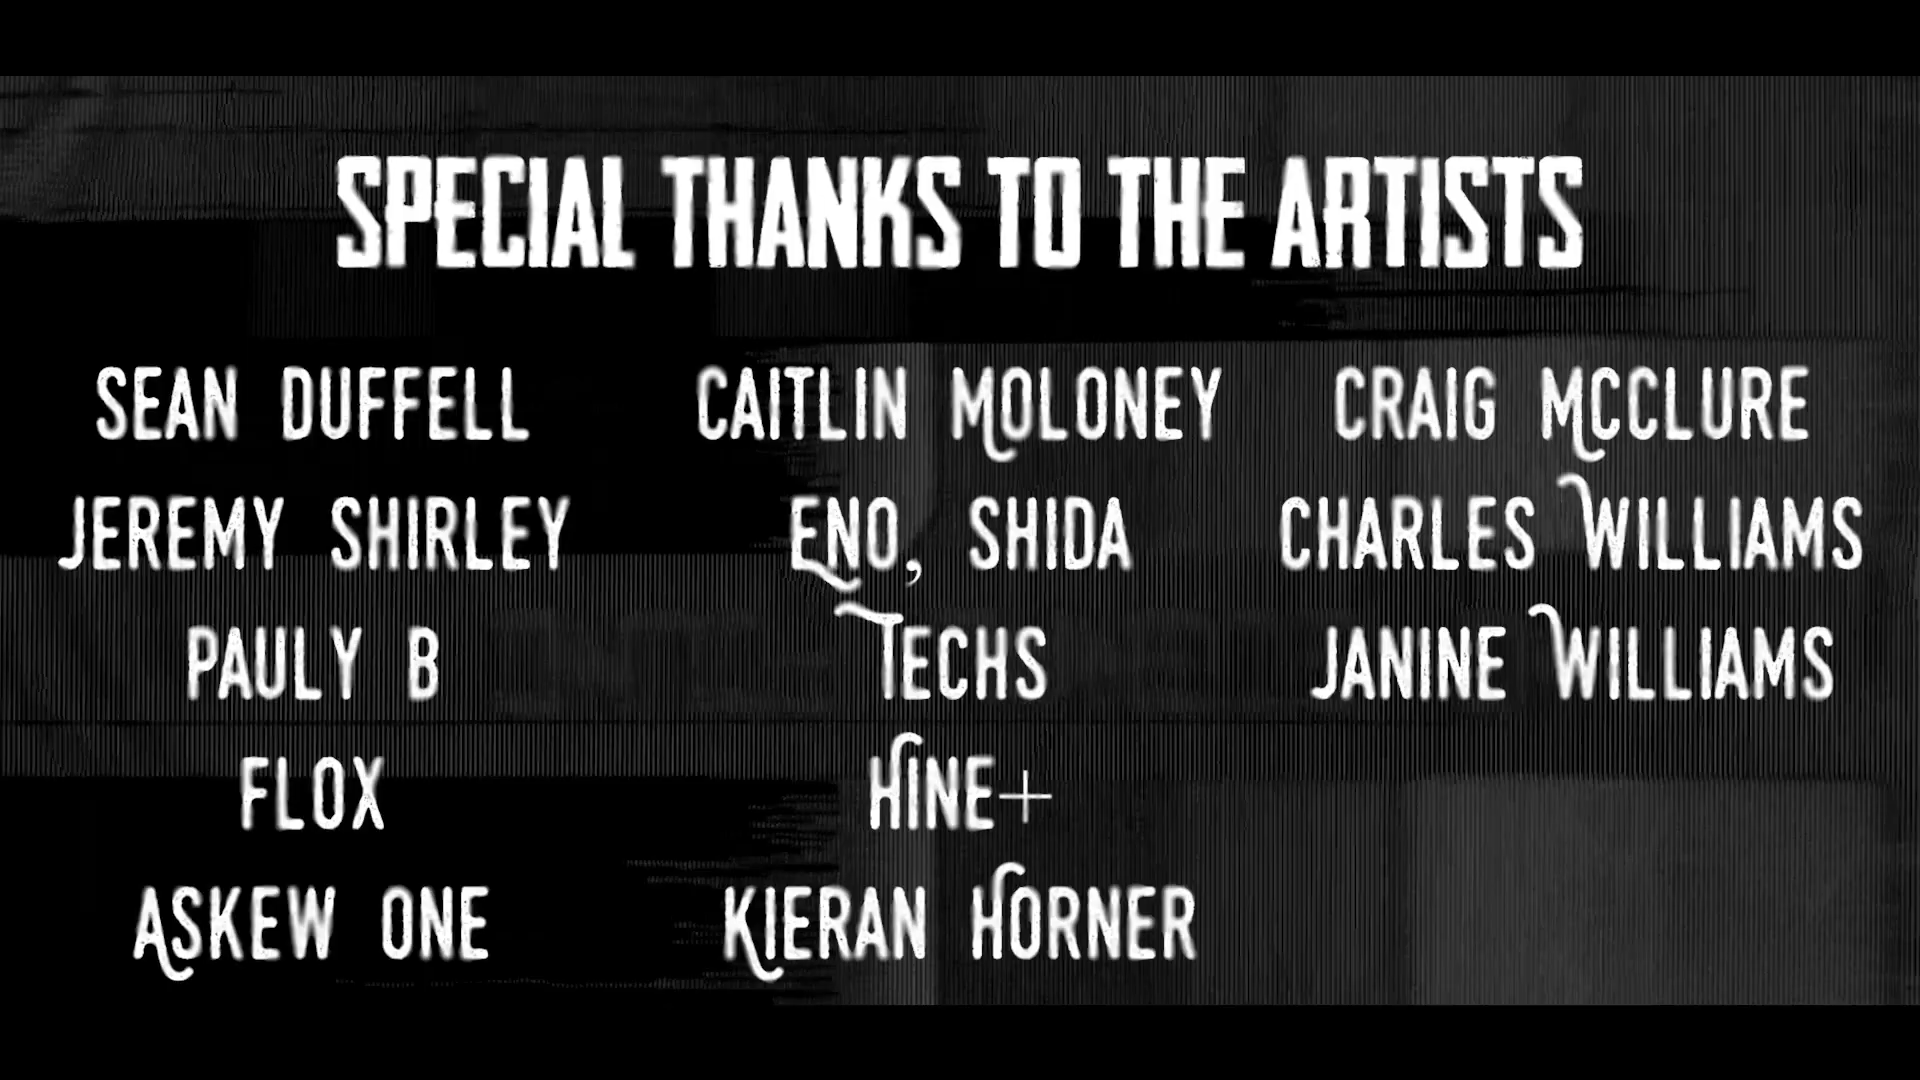 SPECIAL THANKS TO THE ARTISTS
SEAN DUFFELL
JEREMY SHIRLEY
PAULY B
FLOX
ASKEW ONE
CAITLIN MOLONEY
ENO, SHIDA
TECHS
HINE+
KIERAN HORNER
CRAIG MCCLURE
CHARLES WILLIAMS
JANINE WILLIAMS